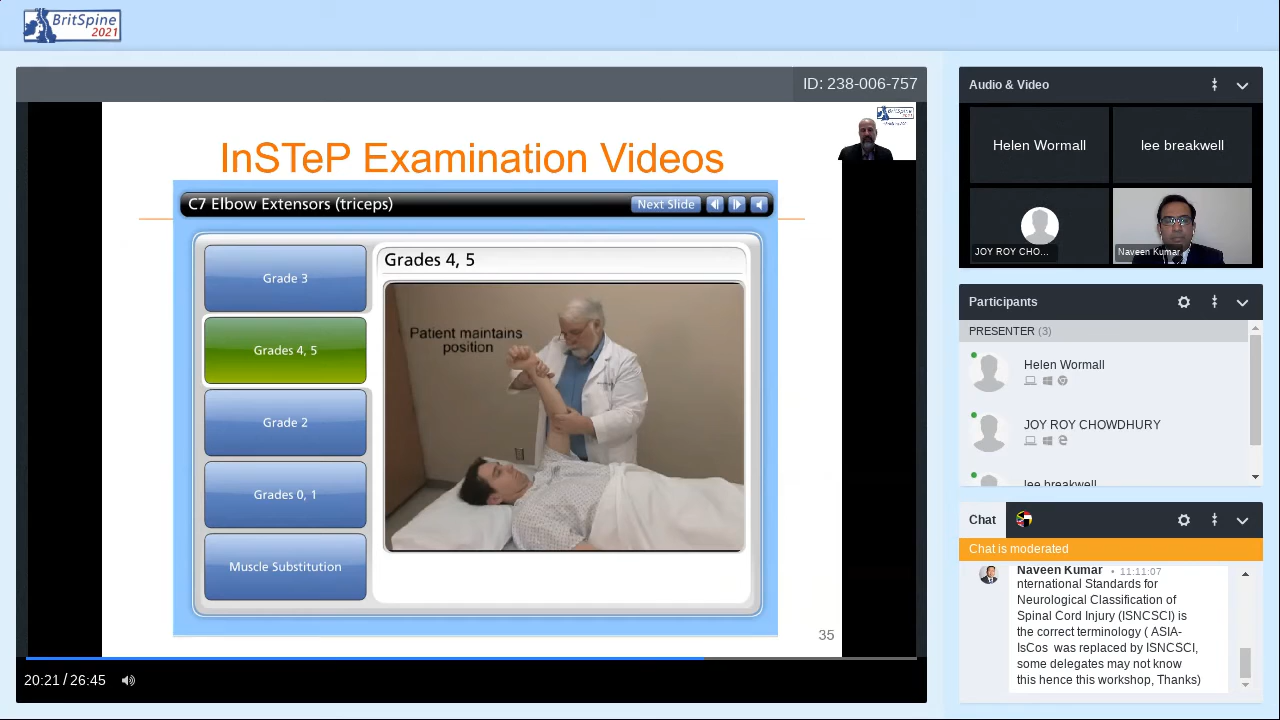 BritSpine
2021
ID: 238-006-757
InSTeP Examination Videos
C7 Elbow Extensors (triceps)
Next Slide
Grade 3
Grades 4, 5
Grade 2
Grades 0, 1
Muscle Substitution
Grades 4, 5
Patient maintains
position
35
20:21 / 26:45
Audio & Video
Helen Wormall
lee breakwell
JOY ROY CHO...
Naveen Kumar
Participants
PRESENTER (3)
Helen Wormall
JOY ROY CHOWDHURY
lee breakwell
Chat
Chat is moderated
Naveen Kumar • 11:11:07
nternational Standards for
Neurological Classification of
Spinal Cord Injury (ISNCSCI) is
the correct terminology ( ASIA-
IsCos was replaced by ISNCSCI,
some delegates may not know
this hence this workshop, Thanks)